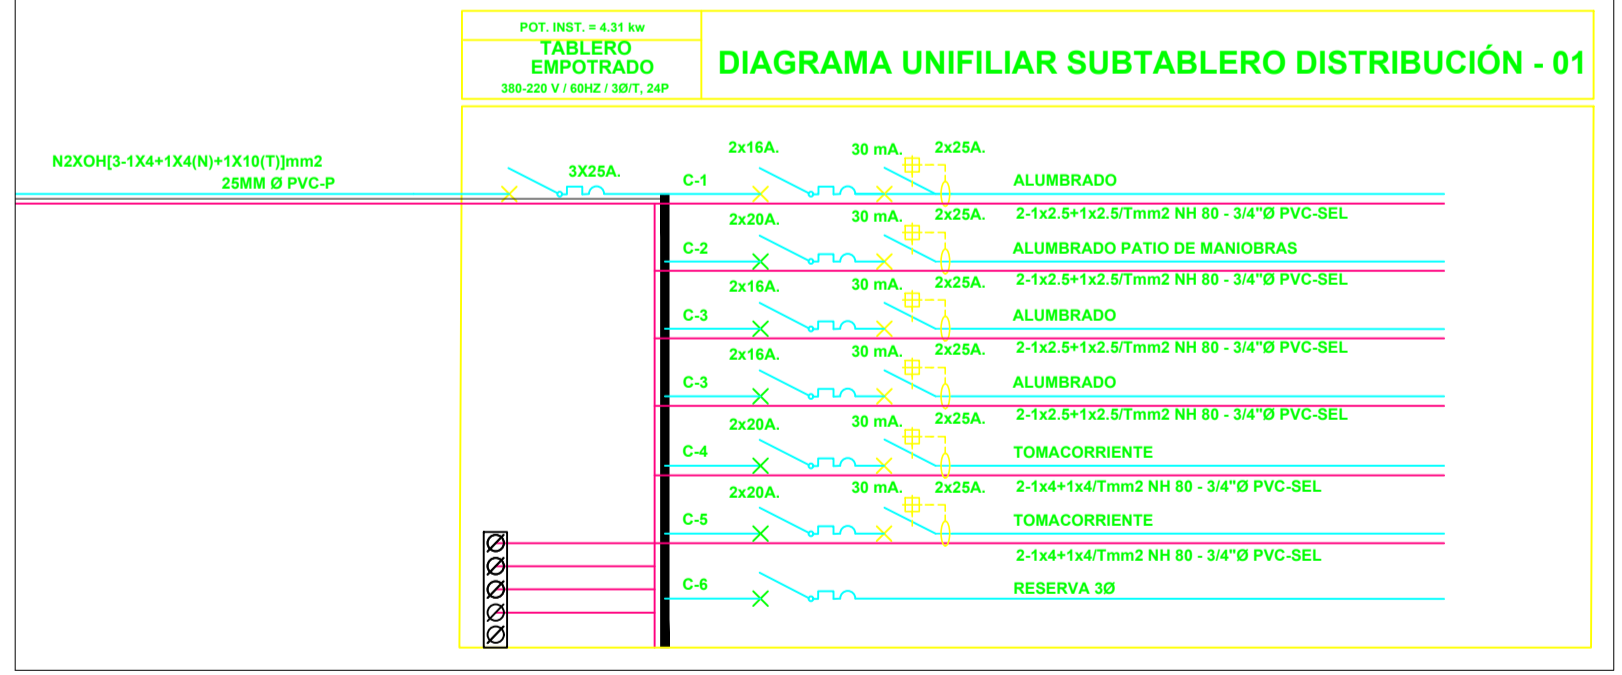 POT. INST. = 4.31 kw
TABLERO
EMPOTRADO
380-220 V / 60HZ / 3Ø/T, 24P
DIAGRAMA UNIFILIAR SUBTABLERO DISTRIBUCIÓN - 01
N2XOH[3-1X4+1X4(N)+1X10(T)]mm2
25MM Ø PVC-P
3X25A.
C-1
2x16A.
30 mA.
2x25A.
ALUMBRADO
2-1x2.5+1x2.5/Tmm2 NH 80 - 3/4"Ø PVC-SEL
C-2
2x20A.
30 mA.
2x25A.
ALUMBRADO PATIO DE MANIOBRAS
2-1x2.5+1x2.5/Tmm2 NH 80 - 3/4"Ø PVC-SEL
C-3
2x16A.
30 mA.
2x25A.
ALUMBRADO
2-1x2.5+1x2.5/Tmm2 NH 80 - 3/4"Ø PVC-SEL
C-3
2x16A.
30 mA.
2x25A.
ALUMBRADO
2-1x2.5+1x2.5/Tmm2 NH 80 - 3/4"Ø PVC-SEL
C-4
2x20A.
30 mA.
2x25A.
TOMACORRIENTE
2-1x4+1x4/Tmm2 NH 80 - 3/4"Ø PVC-SEL
C-5
2x20A.
30 mA.
2x25A.
TOMACORRIENTE
2-1x4+1x4/Tmm2 NH 80 - 3/4"Ø PVC-SEL
C-6
RESERVA 3Ø